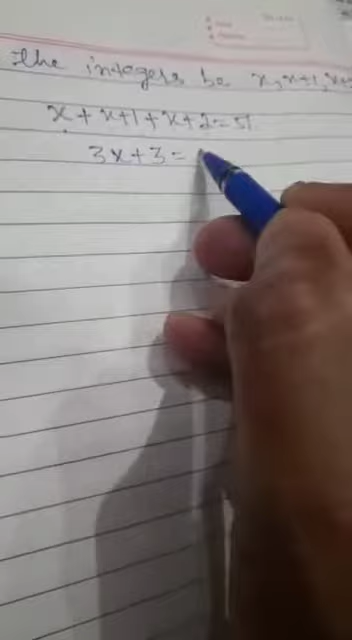 The integers be x, x+1, x+
x + x+1 + x+2 = 51
3x+3 =